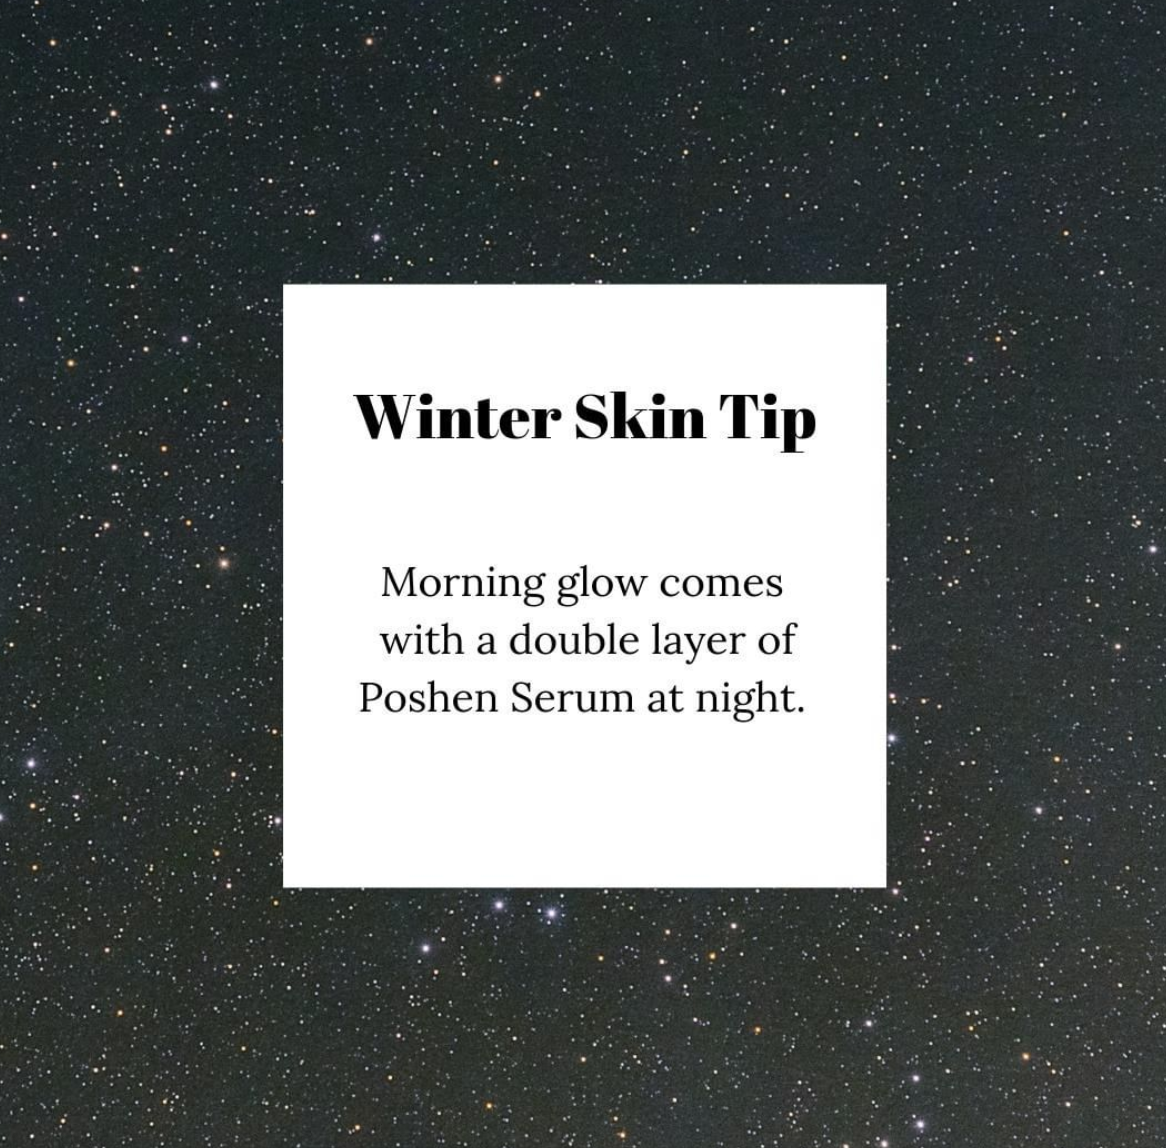 Winter Skin Tip
Morning glow comes
with a double layer of
Poshen Serum at night.